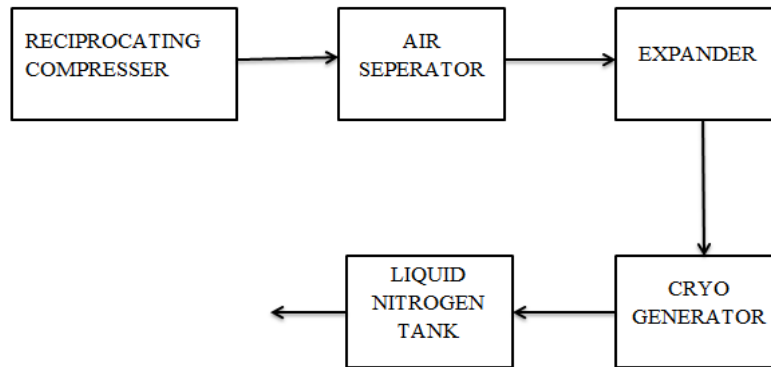 RECIPROCATING
COMPRESSER
AIR
SEPERATOR
EXPANDER
LIQUID
NITROGEN
TANK
CRYO
GENERATOR